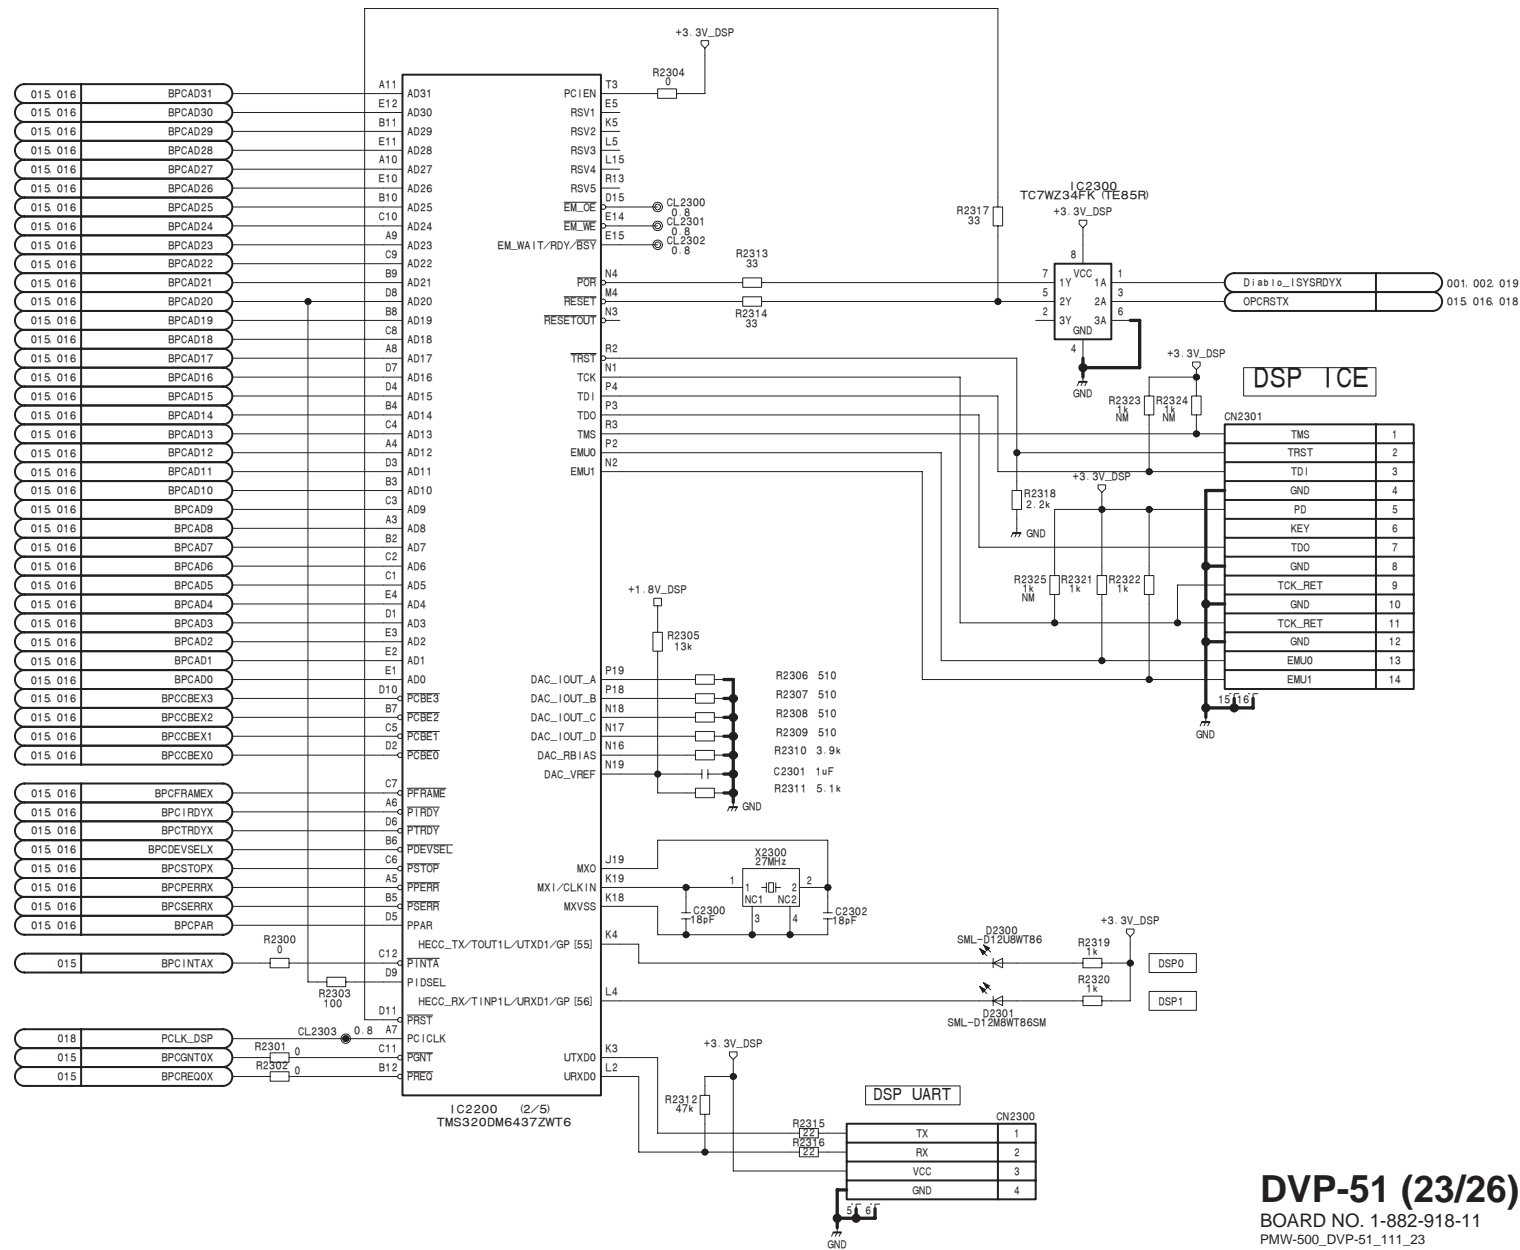 +3.3V_DSP
R2304
0
015.016 BPCAD31 A11 AD31 PCIEN T3
015.016 BPCAD30 E12 AD30 RSV1 E5
015.016 BPCAD29 B11 AD29 RSV2 K5
015.016 BPCAD28 E11 AD28 RSV3 L5
015.016 BPCAD27 A10 AD27 RSV4 L15
015.016 BPCAD26 E10 AD26 RSV5 R13
015.016 BPCAD25 B10 AD25 EM_OE D15 CL2300 0.8
015.016 BPCAD24 C10 AD24 EM_WE E14 CL2301 0.8
015.016 BPCAD23 A9 AD23 EM_WAIT/RDY/BSY E15 CL2302 0.8
015.016 BPCAD22 C9 AD22
015.016 BPCAD21 B9 AD21 POR N4
015.016 BPCAD20 D8 AD20 RESET M4
015.016 BPCAD19 B8 AD19 RESETOUT N3
015.016 BPCAD18 C8 AD18
015.016 BPCAD17 A8 AD17 TRST R2
015.016 BPCAD16 D7 AD16 TCK N1
015.016 BPCAD15 D4 AD15 TDI P4
015.016 BPCAD14 B4 AD14 TDO P3
015.016 BPCAD13 C4 AD13 TMS R3
015.016 BPCAD12 A4 AD12 EMU0 P2
015.016 BPCAD11 D3 AD11 EMU1 N2
015.016 BPCAD10 B3 AD10
015.016 BPCAD9 C3 AD9
015.016 BPCAD8 A3 AD8
015.016 BPCAD7 B2 AD7
015.016 BPCAD6 C2 AD6
015.016 BPCAD5 C1 AD5
015.016 BPCAD4 E4 AD4
015.016 BPCAD3 D1 AD3
015.016 BPCAD2 E3 AD2
015.016 BPCAD1 E2 AD1
015.016 BPCAD0 E1 AD0 DAC_IOUT_A P19
015.016 BPCCBEX3 D10 PCBE3 DAC_IOUT_B P18
015.016 BPCCBEX2 B7 PCBE2 DAC_IOUT_C N18
015.016 BPCCBEX1 C5 PCBE1 DAC_IOUT_D N17
015.016 BPCCBEX0 D2 PCBE0 DAC_RBIAS N16
DAC_VREF N19
015.016 BPCFRAMEX C7 PFRAME
015.016 BPCIRDYX A6 PIRDY
015.016 BPCTRDYX D6 PTRDY
015.016 BPCDEVSELX B6 PDEVSEL
015.016 BPCSTOPX C6 PSTOP MXO J19
015.016 BPCPERRX A5 PPERR MXI/CLKIN K19
015.016 BPCSERRX B5 PSERR MXVSS K18
015.016 BPCPAR D5 PPAR
HECC_TX/TOUT1L/UTXD1/GP [55] K4
015 BPCINTAX R2300 0 C12 PINTA
R2303 100 D9 PIDSEL
HECC_RX/TINP1L/URXD1/GP [56] L4
D11 PRST
018 PCLK_DSP CL2303 0.8 A7 PCICLK
015 BPCGNT0X R2301 0 C11 PGNT UTXD0 K3
015 BPCREQ0X R2302 0 B12 PREQ URXD0 L2
IC2200 (2/5)
TMS320DM6437ZWT6
R2317
33
IC2300
TC7WZ34FK (TE85R)
+3.3V_DSP
8
R2313
33
R2314
33
VCC
7 1Y 1A 1
5 2Y 2A 3
2 3Y 3A 6
GND
4
GND
Diablo_ISYSRDYX 001.002.019
OPCRSTX 015.016.018
+3.3V_DSP
R2323
1k
NM
R2324
1k
NM
DSP ICE
CN2301
TMS 1
TRST 2
TDI 3
GND 4
PD 5
KEY 6
TDO 7
GND 8
TCK_RET 9
GND 10
TCK_RET 11
GND 12
EMU0 13
EMU1 14
15 16
GND
+3.3V_DSP
R2318
2.2k
GND
R2325
1k
NM
R2321
1k
R2322
1k
+1.8V_DSP
R2305
13k
R2306 510
R2307 510
R2308 510
R2309 510
R2310 3.9k
C2301 1uF
R2311 5.1k
GND
X2300
27MHz
1 1 2 2
NC1 NC2
3 4
C2300
18pF
C2302
18pF
D2300
SML-D12U8WT86
R2319
1k
+3.3V_DSP
DSP0
R2320
1k
DSP1
D2301
SML-D12M8WT86SM
+3.3V_DSP
R2312
47k
DSP UART
CN2300
R2315
22
R2316
22
TX 1
RX 2
VCC 3
GND 4
5 6
GND
DVP-51 (23/26)
BOARD NO. 1-882-918-11
PMW-500_DVP-51_111_23